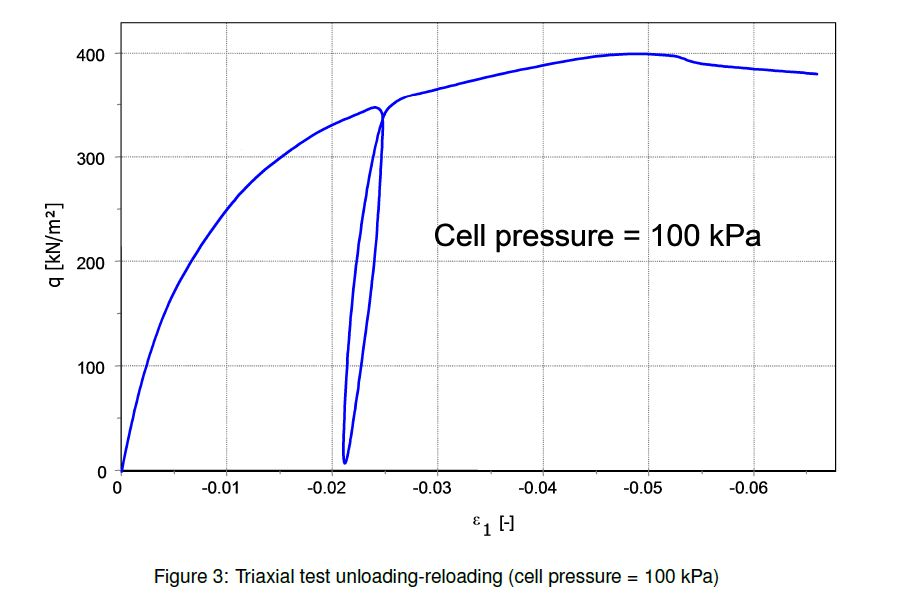 400
300
200
100
0
q [kN/m²]
Cell pressure = 100 kPa
0 -0.01 -0.02 -0.03 -0.04 -0.05 -0.06
ε1 [-]
Figure 3: Triaxial test unloading-reloading (cell pressure = 100 kPa)